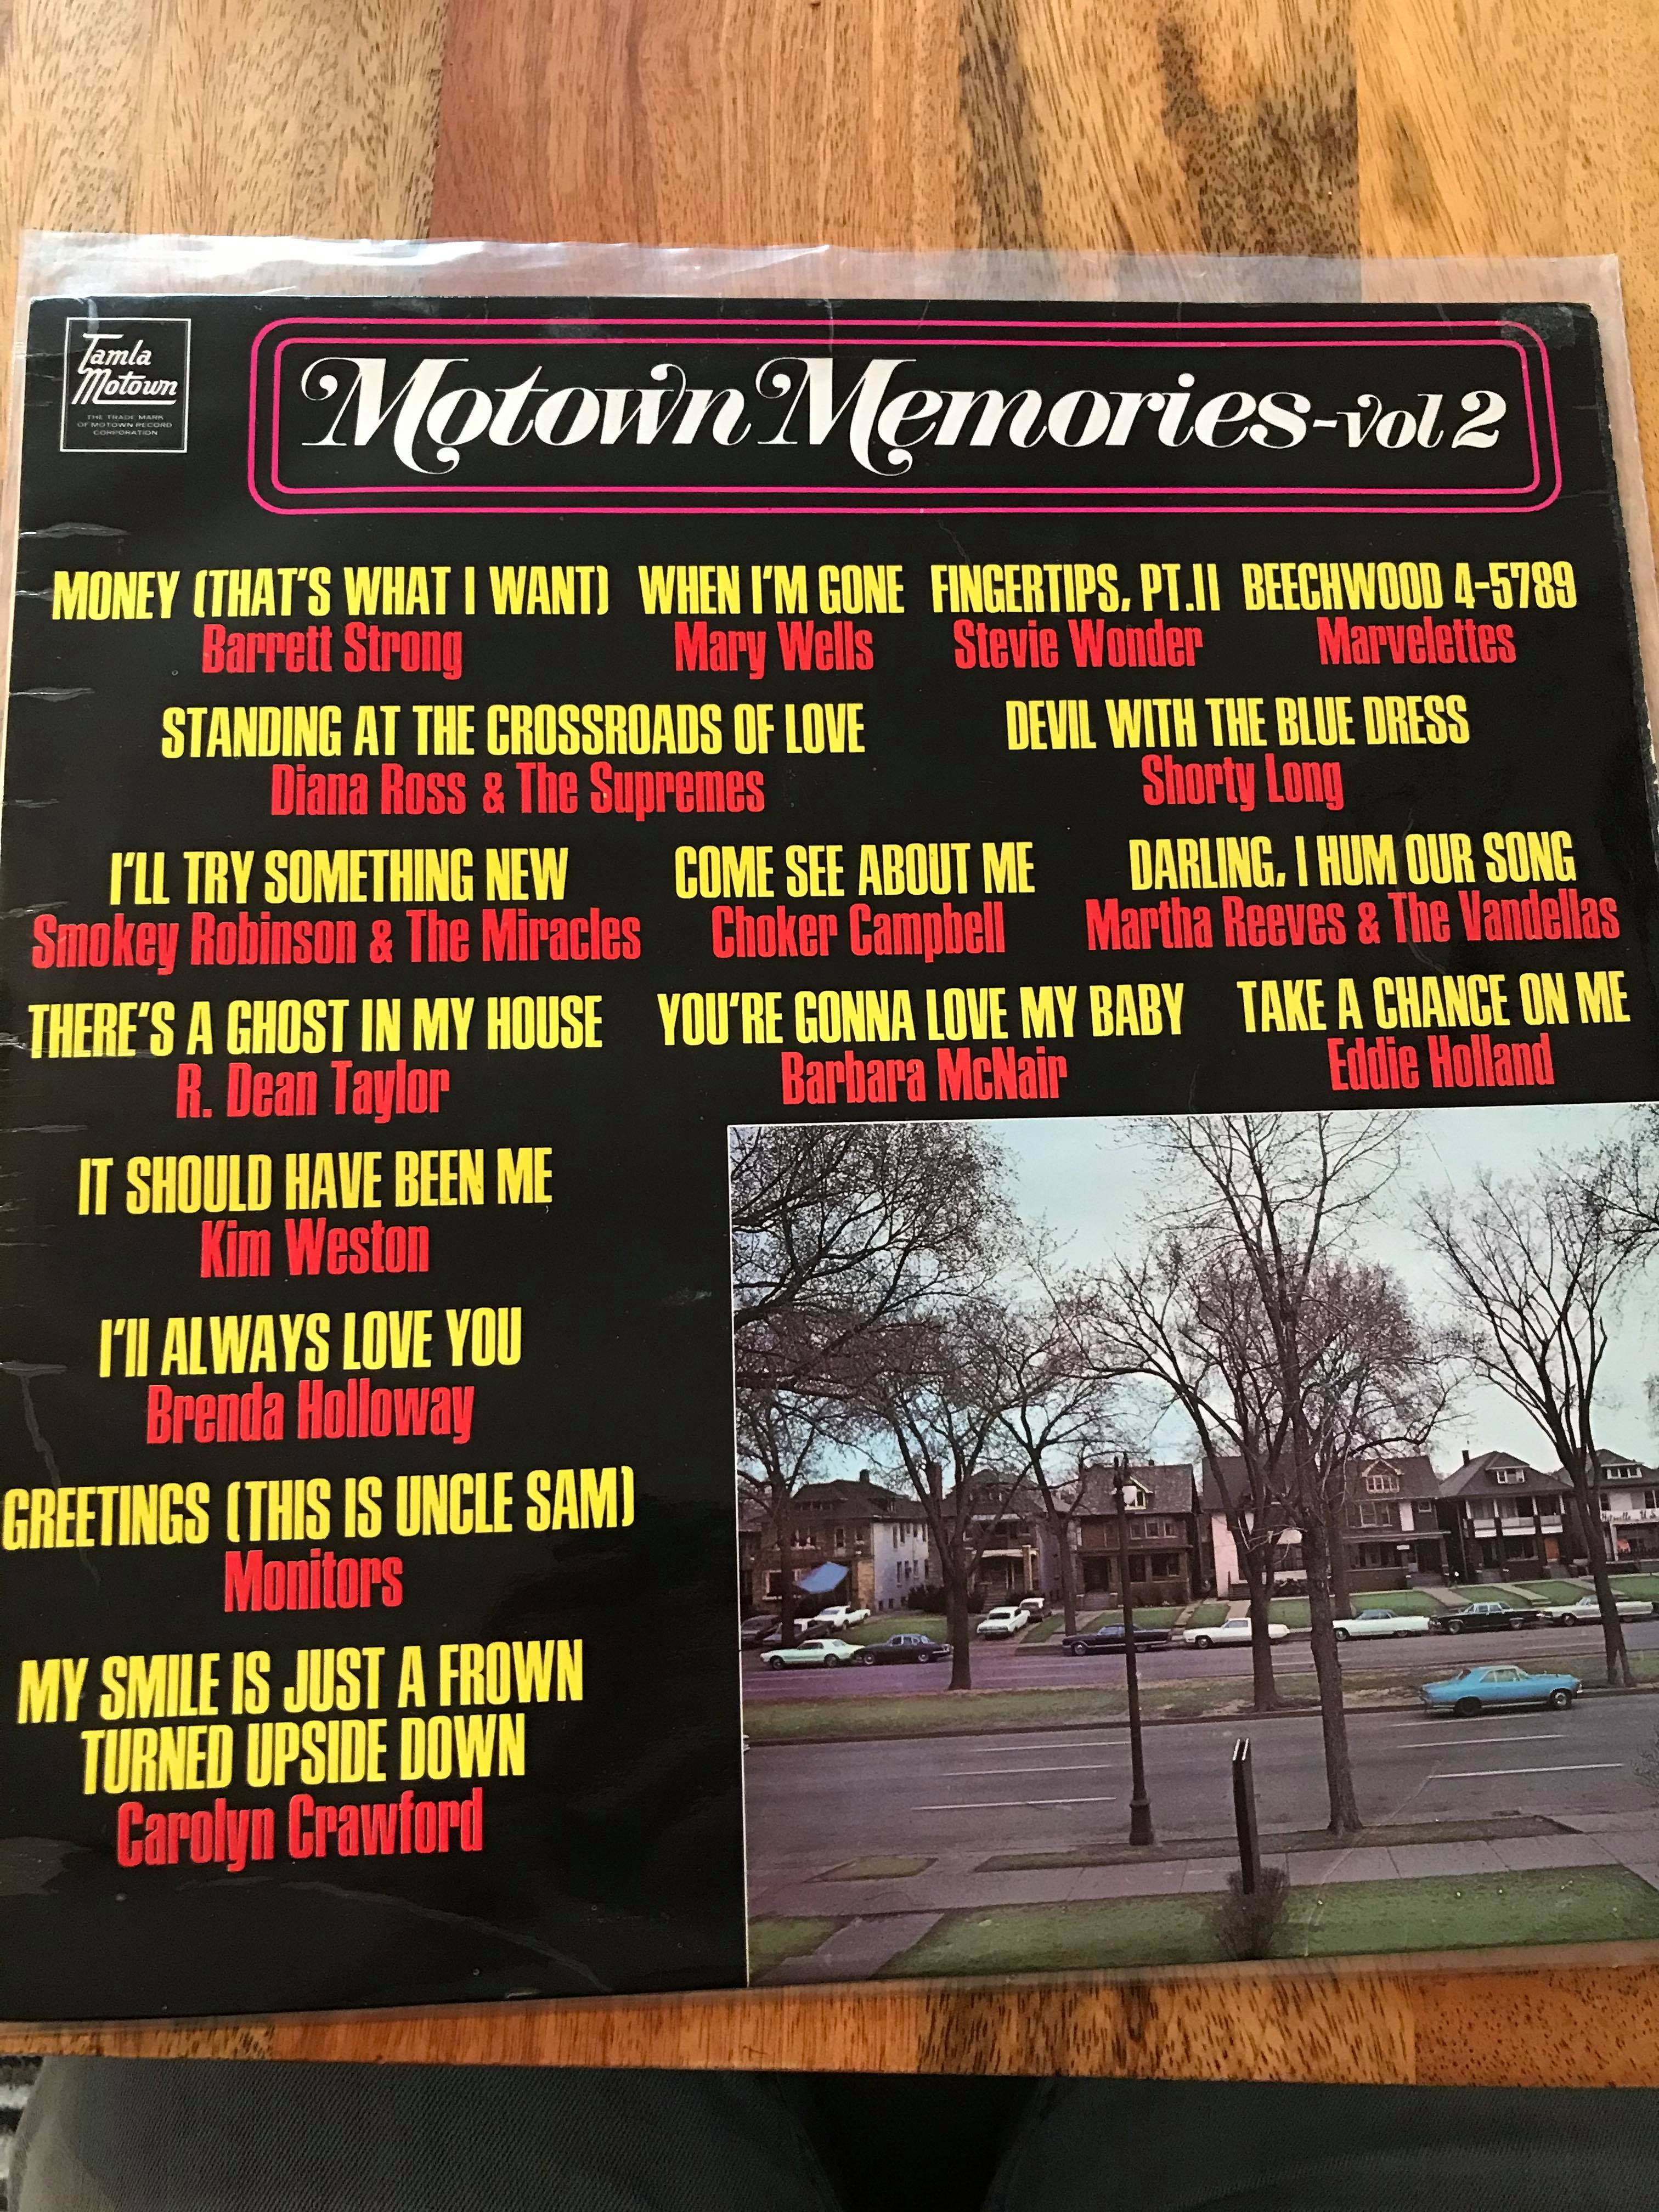 Tamla
Motown
THE TRADE MARK
OF MOTOWN RECORD
CORPORATION
Motown Memories-vol 2
MONEY (THAT'S WHAT I WANT) WHEN I'M GONE FINGERTIPS, PT.II BEECHWOOD 4-5789
Barrett Strong Mary Wells Stevie Wonder Marvelettes
STANDING AT THE CROSSROADS OF LOVE DEVIL WITH THE BLUE DRESS
Diana Ross & The Supremes Shorty Long
I'LL TRY SOMETHING NEW COME SEE ABOUT ME DARLING, I HUM OUR SONG
Smokey Robinson & The Miracles Choker Campbell Martha Reeves & The Vandellas
THERE'S A GHOST IN MY HOUSE YOU'RE GONNA LOVE MY BABY TAKE A CHANCE ON ME
R. Dean Taylor Barbara McNair Eddie Holland
IT SHOULD HAVE BEEN ME
Kim Weston
I'll ALWAYS LOVE YOU
Brenda Holloway
GREETINGS (THIS IS UNCLE SAM)
Monitors
MY SMILE IS JUST A FROWN
TURNED UPSIDE DOWN
Carolyn Crawford